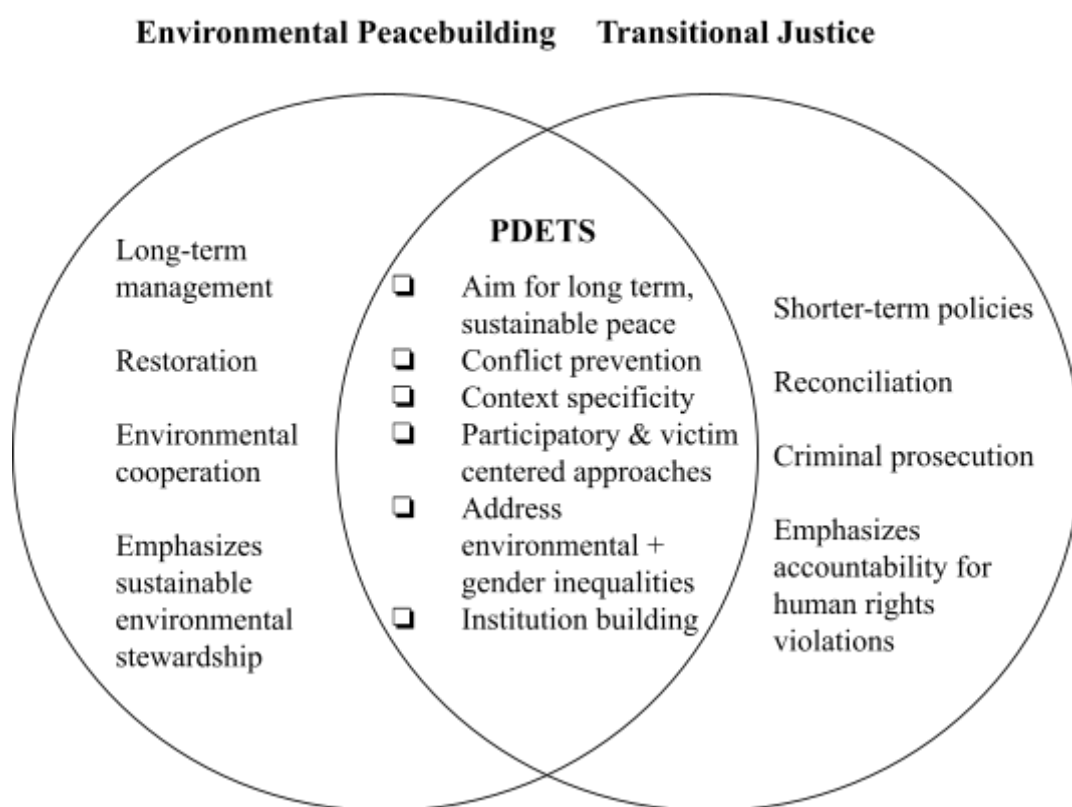 Environmental Peacebuilding Transitional Justice
Long-term
management
Restoration
Environmental
cooperation
Emphasizes
sustainable
environmental
stewardship
PDETS
❏ Aim for long term,
sustainable peace
❏ Conflict prevention
❏ Context specificity
❏ Participatory & victim
centered approaches
❏ Address
environmental +
gender inequalities
❏ Institution building
Shorter-term policies
Reconciliation
Criminal prosecution
Emphasizes
accountability for
human rights
violations